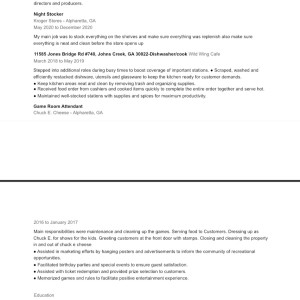 directors and producers.
Night Stocker
Kroger Stores - Alpharetta, GA
May 2020 to December 2020
My main job was to stock everything on the shelves and make sure everything was replenish also make sure
everything is neat and clean before the store opens up
11585 Jones Bridge Rd #740, Johns Creek, GA 30022-Dishwasher/cook Wild Wing Cafe
March 2018 to May 2019
Stepped into additional roles during busy times to boost coverage of important stations. ● Scraped, washed and
efficiently restacked dishware, utensils and glassware to keep the kitchen ready for customer demands.
● Keep kitchen areas neat and clean by removing trash and organizing supplies.
● Received food order from cashiers and cooked items quickly to complete the entire order together and serve hot.
● Maintained well-stocked stations with supplies and spices for maximum productivity.
Game Room Attendant
Chuck E. Cheese - Alpharetta, GA
2016 to January 2017
Main responsibilities were maintenance and cleaning up the games. Serving food to Customers. Dressing up as
Chuck E, for shows for the kids. Greeting customers at the front door with stamps. Closing and cleaning the property
in and out of chuck e cheese
● Assisted in marketing efforts by hanging posters and advertisements to inform the community of promotional
events.
● Facilitated birthday parties and special events to ensure guest satisfaction.
● Assisted with ticket redemption and provided prize selection to customers.
● Memorized games and rules to facilitate positive entertainment experience.
Education